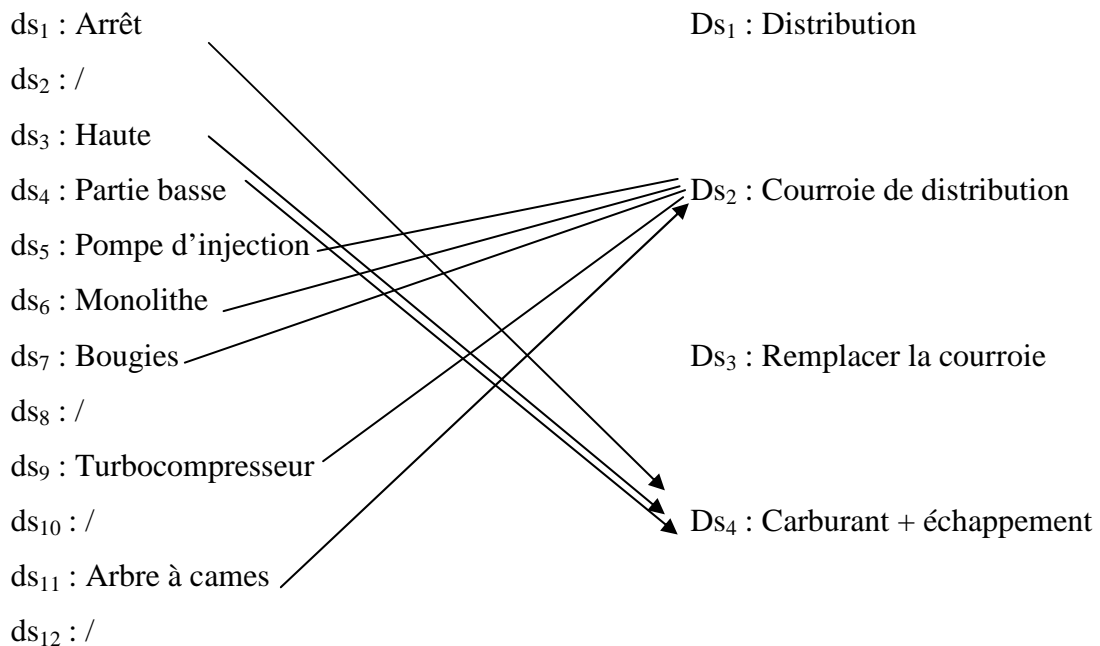 ds₁ : Arrêt
ds₂ : /
ds₃ : Haute
ds₄ : Partie basse
ds₅ : Pompe d’injection
ds₆ : Monolithe
ds₇ : Bougies
ds₈ : /
ds₉ : Turbocompresseur
ds₁₀ : /
ds₁₁ : Arbre à cames
ds₁₂ : /
Ds₁ : Distribution
Ds₂ : Courroie de distribution
Ds₃ : Remplacer la courroie
Ds₄ : Carburant + échappement